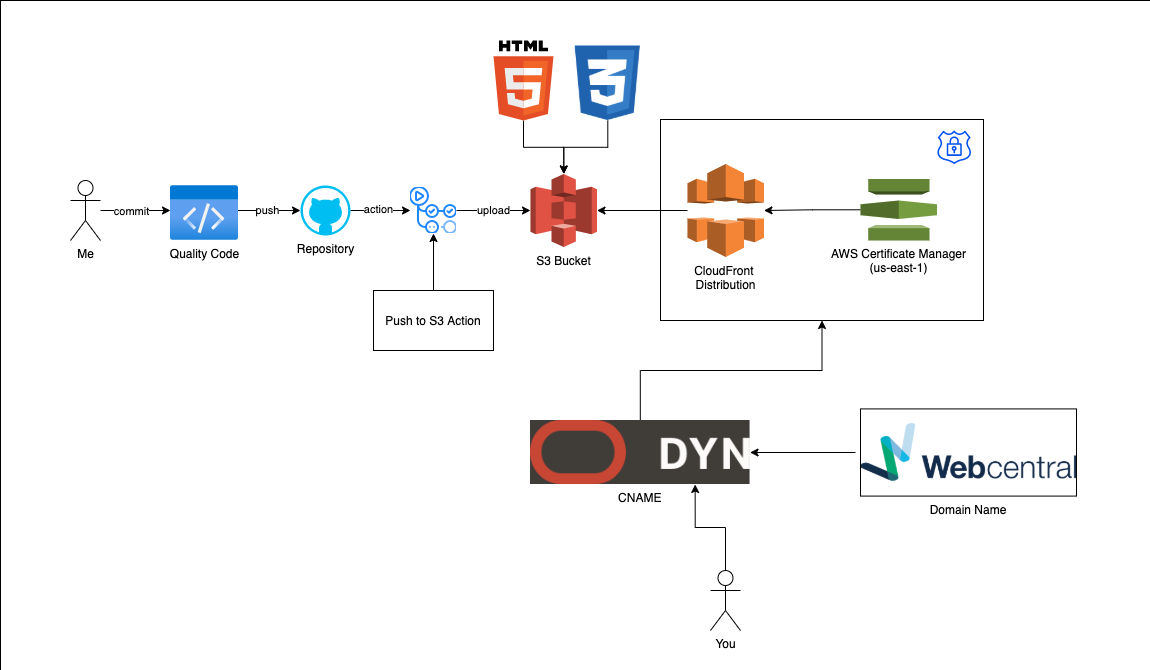 HTML
5
3
commit
push
action
upload
Me
Quality Code
Repository
S3 Bucket
CloudFront
Distribution
AWS Certificate Manager
(us-east-1)
Push to S3 Action
DYN
CNAME
Webcentral
Domain Name
You